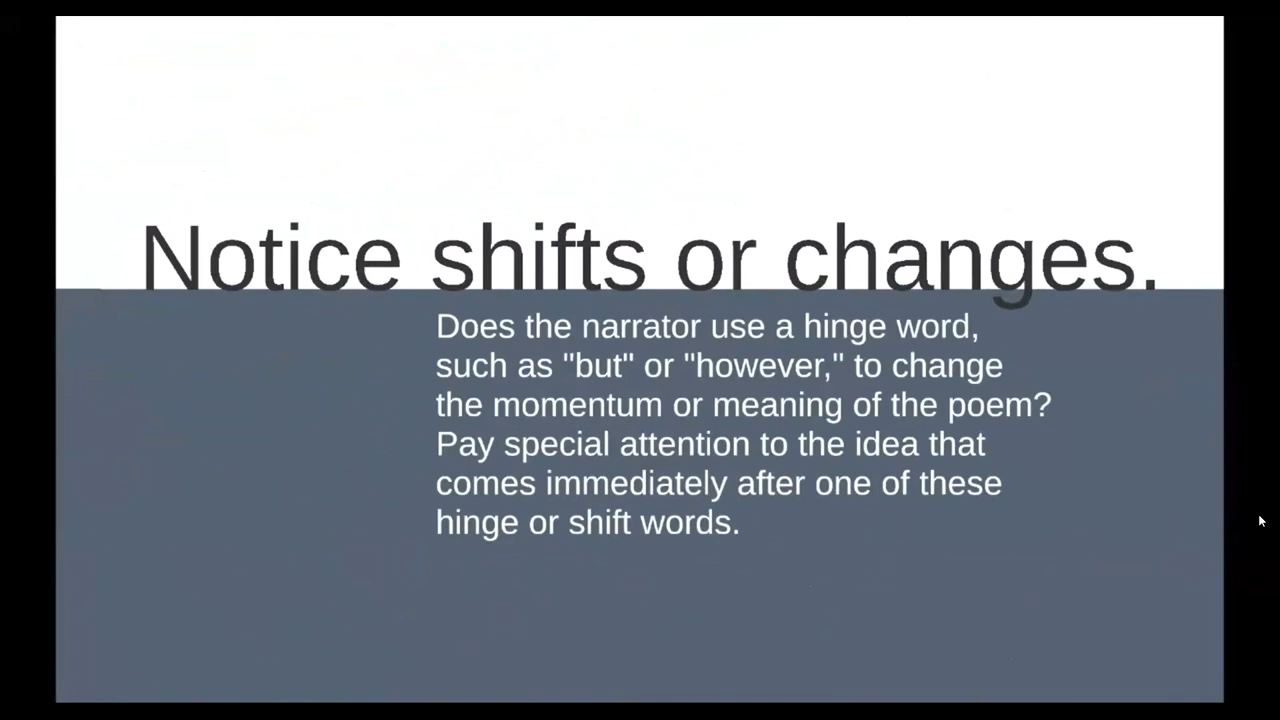 Notice shifts or changes.
Does the narrator use a hinge word,
such as "but" or "however," to change
the momentum or meaning of the poem?
Pay special attention to the idea that
comes immediately after one of these
hinge or shift words.